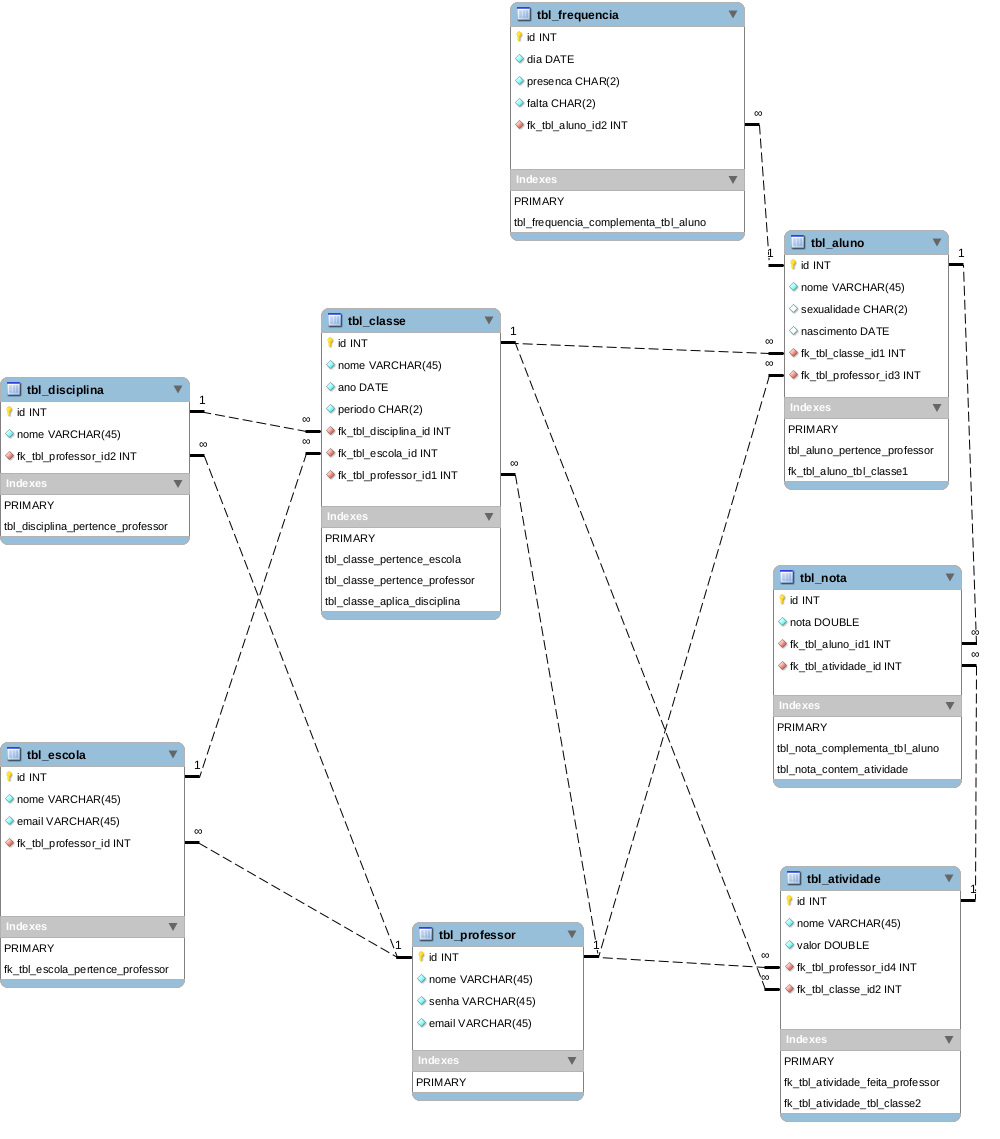 tbl_frequencia
id INT
dia DATE
presenca CHAR(2)
falta CHAR(2)
fk_tbl_aluno_id2 INT
Indexes
PRIMARY
tbl_frequencia_complementa_tbl_aluno
∞
1
tbl_aluno
id INT
nome VARCHAR(45)
sexualidade CHAR(2)
nascimento DATE
fk_tbl_classe_id1 INT
fk_tbl_professor_id3 INT
Indexes
PRIMARY
tbl_aluno_pertence_professor
fk_tbl_aluno_tbl_classe1
1
∞
∞
tbl_classe
id INT
nome VARCHAR(45)
ano DATE
periodo CHAR(2)
fk_tbl_disciplina_id INT
fk_tbl_escola_id INT
fk_tbl_professor_id1 INT
Indexes
PRIMARY
tbl_classe_pertence_escola
tbl_classe_pertence_professor
tbl_classe_aplica_disciplina
1
∞
∞
∞
tbl_disciplina
id INT
nome VARCHAR(45)
fk_tbl_professor_id2 INT
Indexes
PRIMARY
tbl_disciplina_pertence_professor
1
∞
tbl_nota
id INT
nota DOUBLE
fk_tbl_aluno_id1 INT
fk_tbl_atividade_id INT
Indexes
PRIMARY
tbl_nota_complementa_tbl_aluno
tbl_nota_contem_atividade
∞
∞
tbl_escola
id INT
nome VARCHAR(45)
email VARCHAR(45)
fk_tbl_professor_id INT
Indexes
PRIMARY
fk_tbl_escola_pertence_professor
1
∞
tbl_professor
id INT
nome VARCHAR(45)
senha VARCHAR(45)
email VARCHAR(45)
Indexes
PRIMARY
1
1
tbl_atividade
id INT
nome VARCHAR(45)
valor DOUBLE
fk_tbl_professor_id4 INT
fk_tbl_classe_id2 INT
Indexes
PRIMARY
fk_tbl_atividade_feita_professor
fk_tbl_atividade_tbl_classe2
1
∞
∞